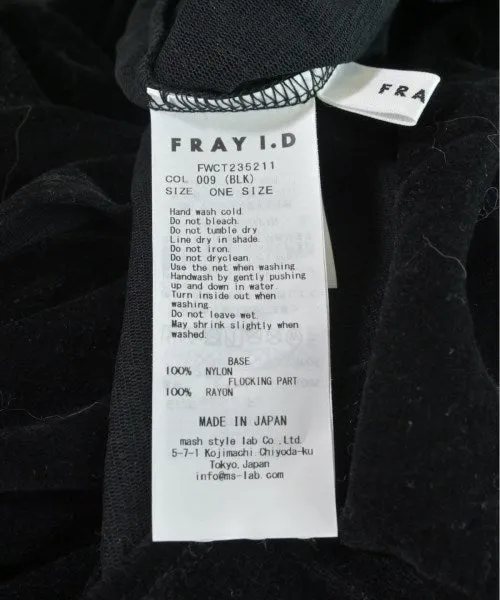 FRA
FRAY I.D
FWCT235211
COL 009 (BLK)
SIZE ONE SIZE
Hand wash cold
Do not bleach.
Do not tumble dry
Line dry in shade.
Do not iron.
Do not dryclean.
Use the net when washing
Handwash by gently pushing
up and down in water.
Turn inside out when
washing.
Do not leave wet.
May shrink slightly when
washed.
BASE
100% NYLON
FLOCKING PART
100% RAYON
MADE IN JAPAN
mash style lab Co.,Ltd.
5-7-1 Kojimachi Chiyoda-ku
Tokyo, Japan
info@ms-lab.com